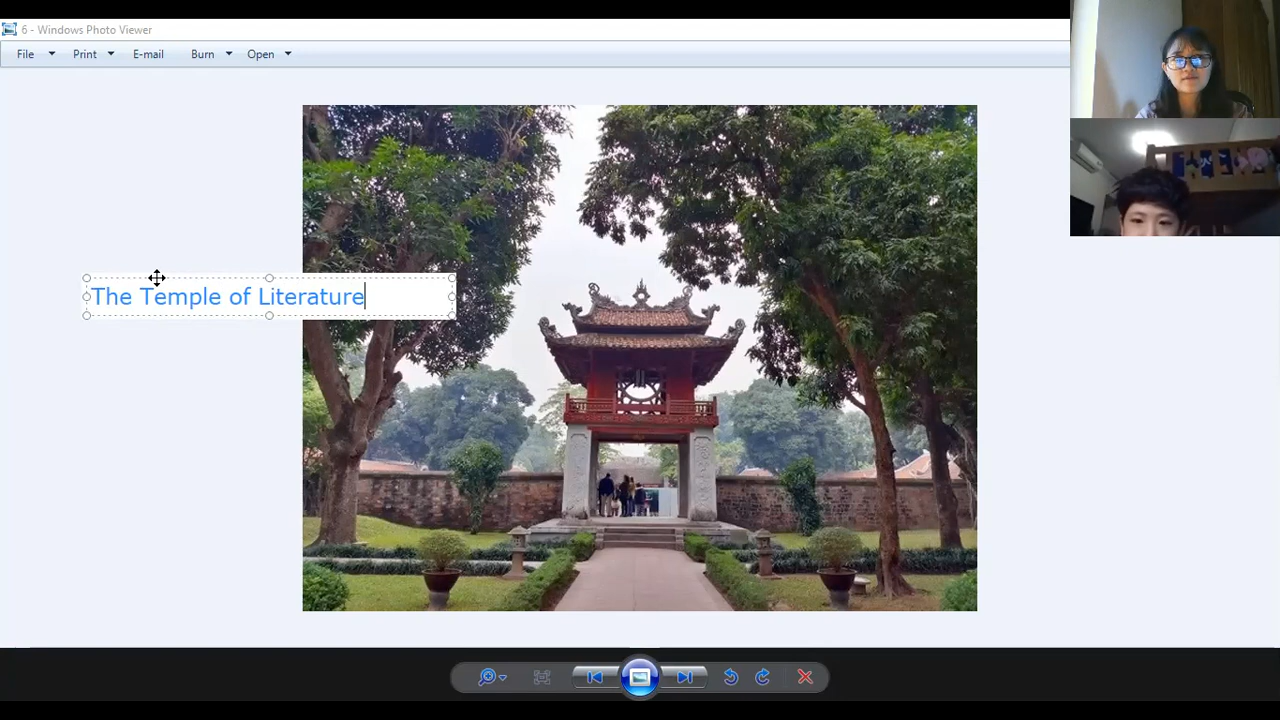 6 - Windows Photo Viewer
File Print E-mail Burn Open
The Temple of Literature